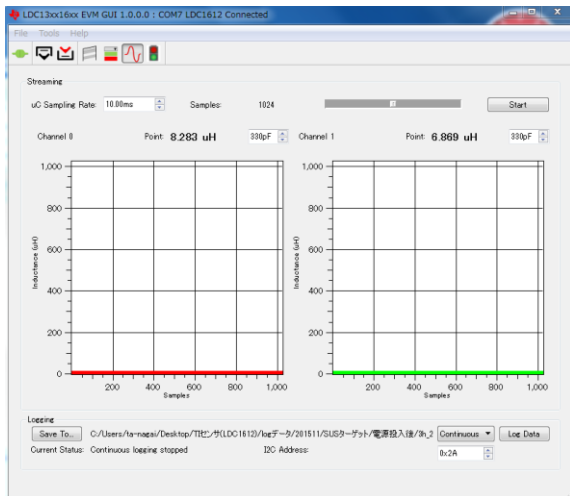 LDC13xx16xx EVM GUI 1.0.0.0 : COM7 LDC1612 Connected
File Tools Help
Streaming
uC Sampling Rate: 10.00ms Samples: 1024 Start
Channel 0 Point: 8.283 uH 330pF Channel 1 Point: 6.869 uH 330pF
1,000 1,000
800 800
600 600
400 400
200 200
0 0
Inductance (uH) Inductance (uH)
200 400 600 800 1,000 200 400 600 800 1,000
Samples Samples
Logging
Save To.. C:/Users/ta-nagai/Desktop/TIセンサ(LDC1612)/logデータ/201511/SUSターゲット/電源投入後/3h_2 Continuous Log Data
Current Status: Continuous logging stopped I2C Address: 0x2A